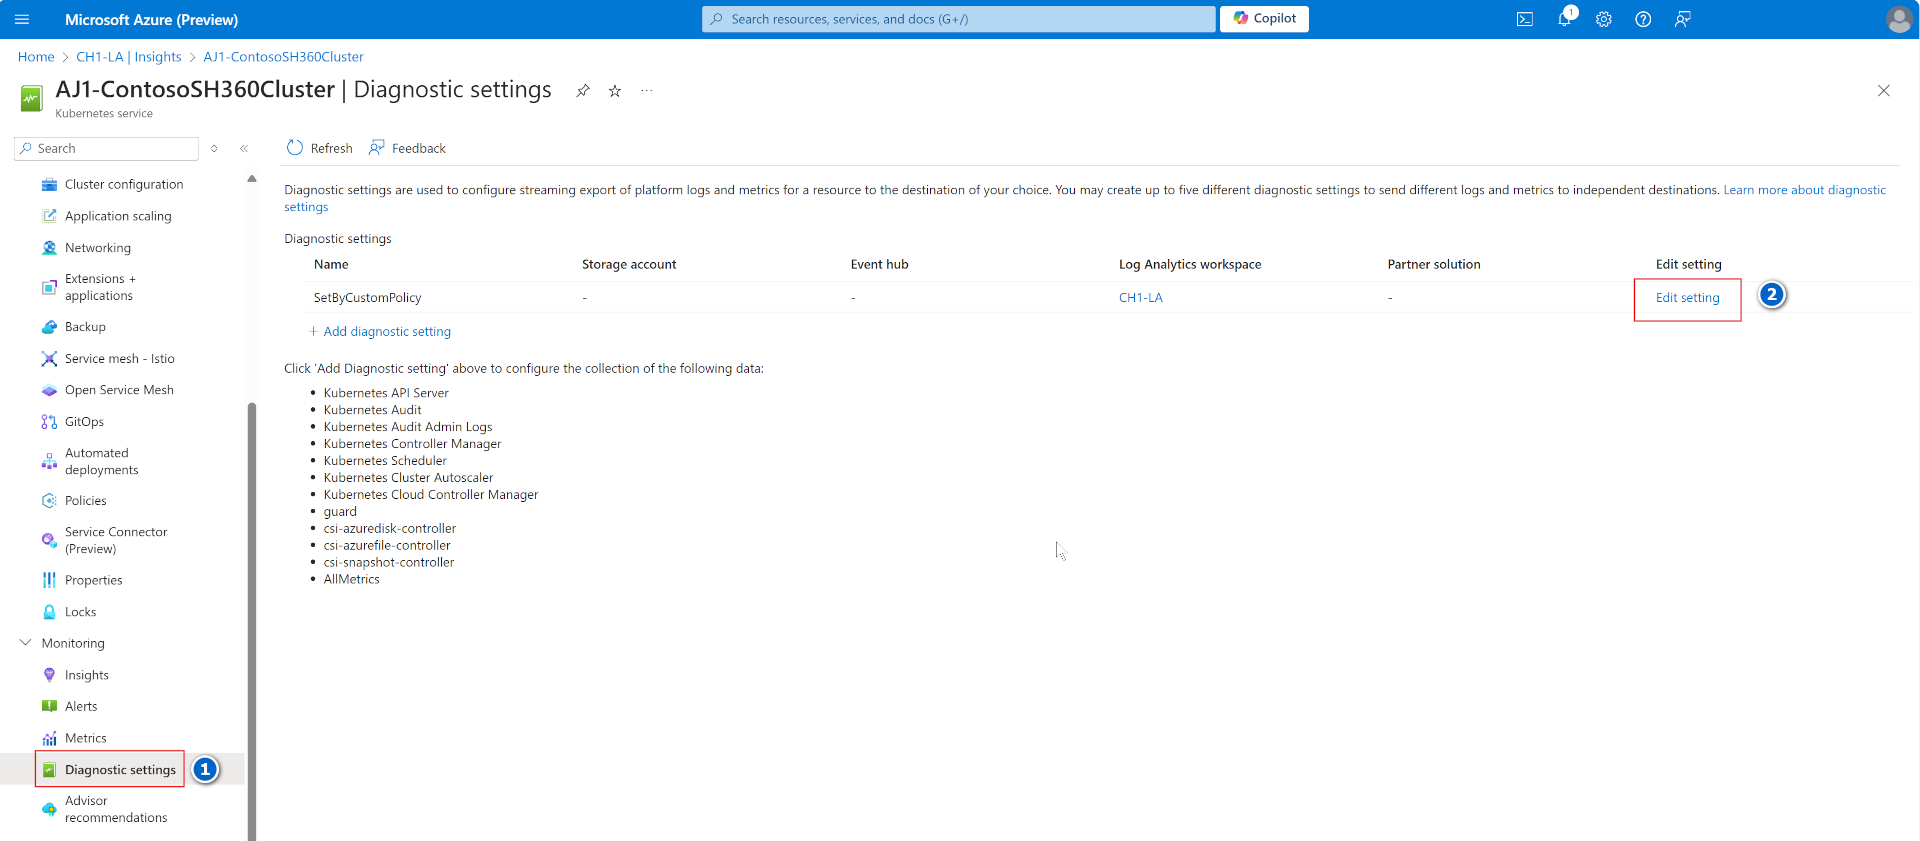 Microsoft Azure (Preview)
Search resources, services, and docs (G+/)
Copilot
1
Home > CH1-LA | Insights > AJ1-ContosoSH360Cluster
AJ1-ContosoSH360Cluster | Diagnostic settings
Kubernetes service
Search
Refresh
Feedback
Cluster configuration
Application scaling
Networking
Extensions +
applications
Backup
Service mesh - Istio
Open Service Mesh
GitOps
Automated
deployments
Policies
Service Connector
(Preview)
Properties
Locks
Monitoring
Insights
Alerts
Metrics
Diagnostic settings
1
Advisor
recommendations
Diagnostic settings are used to configure streaming export of platform logs and metrics for a resource to the destination of your choice. You may create up to five different diagnostic settings to send different logs and metrics to independent destinations. Learn more about diagnostic
settings
Diagnostic settings
Name Storage account Event hub Log Analytics workspace Partner solution Edit setting
SetByCustomPolicy - - CH1-LA - Edit setting
2
+ Add diagnostic setting
Click 'Add Diagnostic setting' above to configure the collection of the following data:
• Kubernetes API Server
• Kubernetes Audit
• Kubernetes Audit Admin Logs
• Kubernetes Controller Manager
• Kubernetes Scheduler
• Kubernetes Cluster Autoscaler
• Kubernetes Cloud Controller Manager
• guard
• csi-azuredisk-controller
• csi-azurefile-controller
• csi-snapshot-controller
• AllMetrics